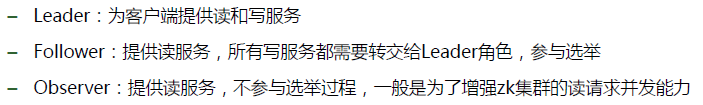 – Leader：为客户端提供读和写服务
– Follower：提供读服务，所有写服务都需要转交给Leader角色，参与选举
– Observer：提供读服务，不参与选举过程，一般是为了增强zk集群的读请求并发能力